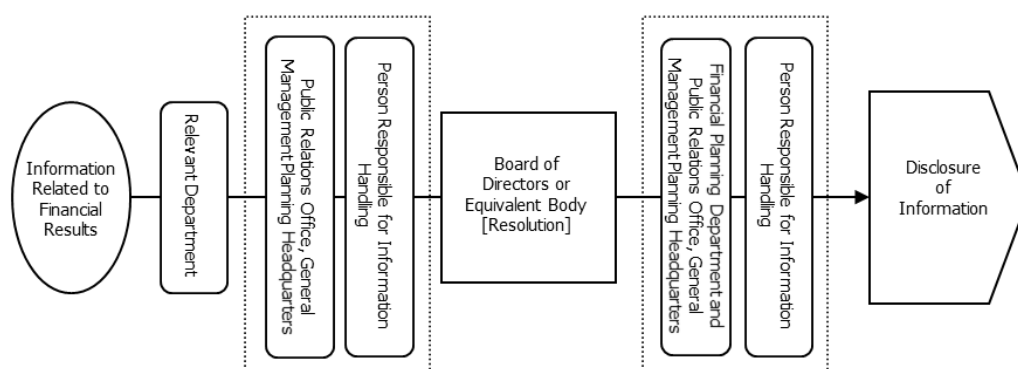 Information
Related to
Financial
Results
Relevant Department
Public Relations Office, General
Management Planning Headquarters
Person Responsible for Information
Handling
Board of
Directors or
Equivalent Body
[Resolution]
Financial Planning Department and
Public Relations Office, General
Management Planning Headquarters
Person Responsible for Information
Handling
Disclosure
of
Information